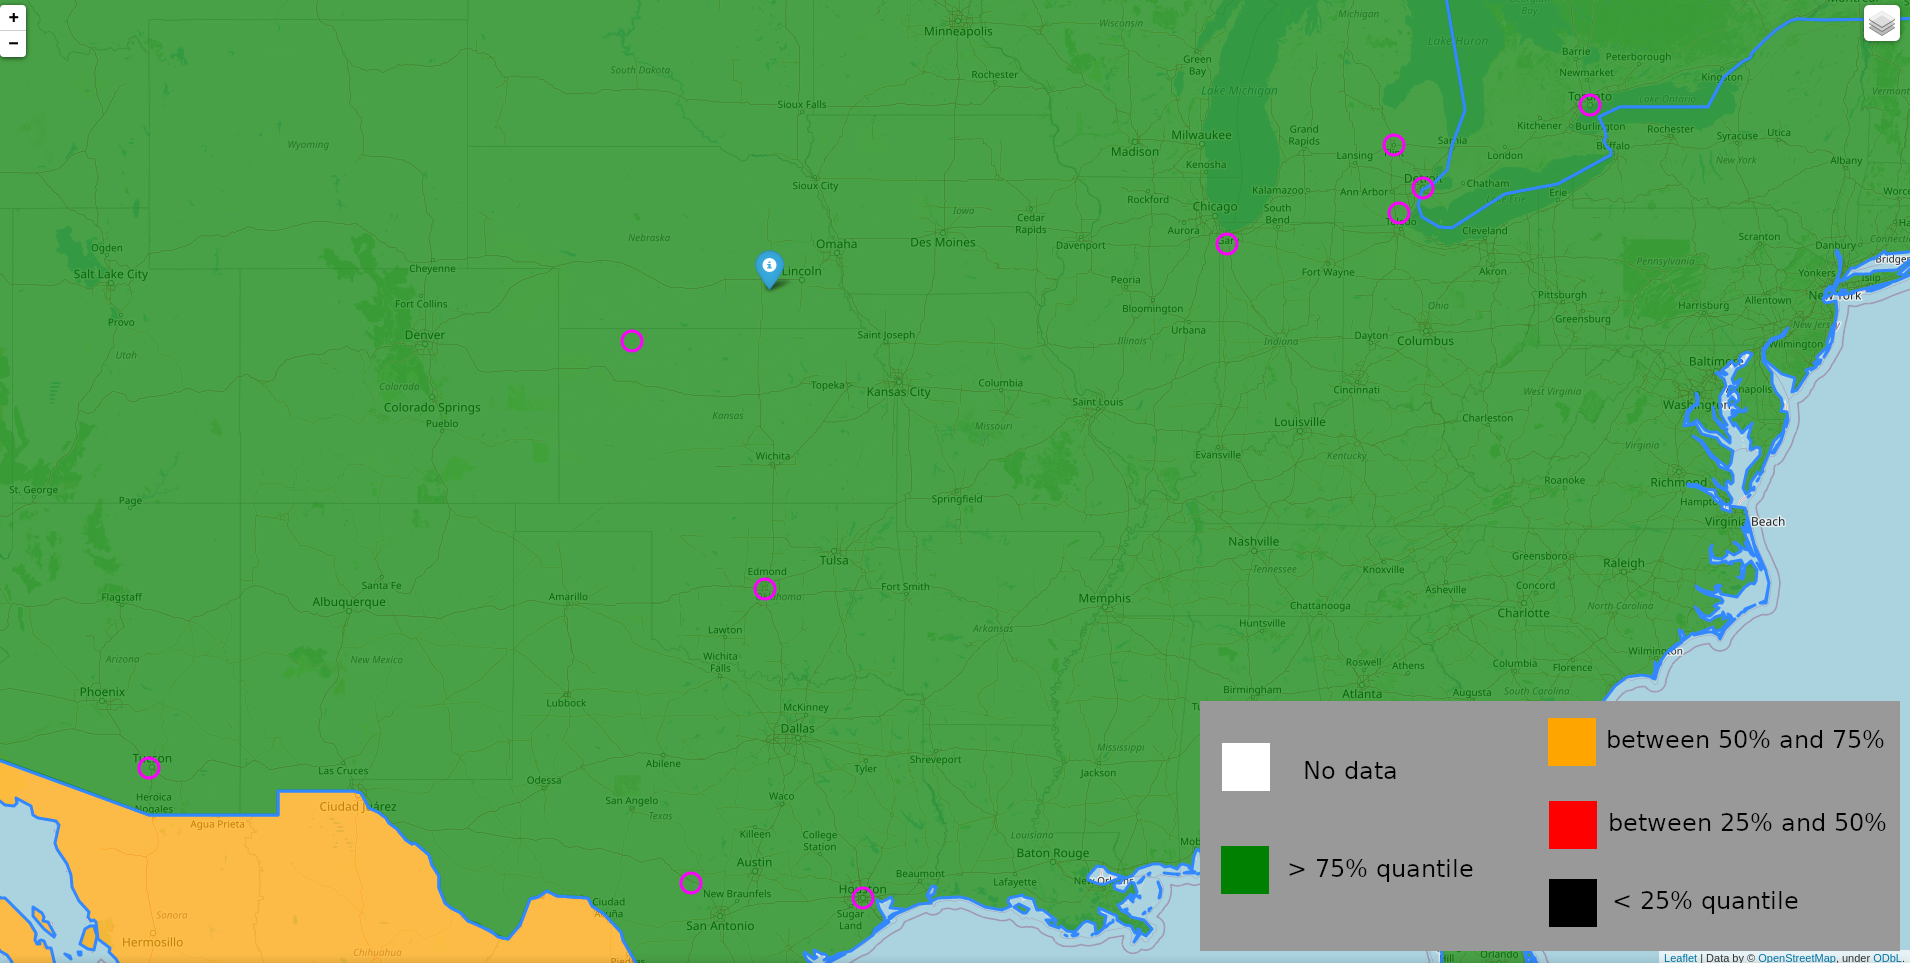 +
−
Minneapolis
Wisconsin
Michigan
Lake Huron
Georgian
Bay
Montréal
Barrie
Peterborough
Newmarket
Kingston
Vermont
South Dakota
Rochester
Green
Bay
Lake Michigan
Sioux Falls
Toronto
Lake Ontario
Wyoming
Milwaukee
Grand
Rapids
Sarnia
Kitchener
Burlington
Rochester
Syracuse
Utica
Madison
Kenosha
Lansing
London
Buffalo
New York
Albany
Sioux City
Rockford
Kalamazoo
Ann Arbor
Detroit
Chatham
Erie
Lake Erie
Iowa
Cedar
Rapids
Chicago
South
Bend
Toledo
Cleveland
Nebraska
Omaha
Des Moines
Davenport
Aurora
Gary
Scranton
Danbury
Connecticut
Ogden
Salt Lake City
Cheyenne
Lincoln
Peoria
Fort Wayne
Akron
Pennsylvania
Yonkers
Islip
Fort Collins
Bloomington
Ohio
Pittsburgh
Harrisburg
Allentown
New York
Provo
Utah
Denver
Saint Joseph
Urbana
Illinois
Indiana
Dayton
Columbus
Greensburg
New Jersey
Wilmington
Baltimore
Annapolis
Colorado
Colorado Springs
Pueblo
Topeka
Kansas City
Columbia
Saint Louis
Cincinnati
West Virginia
Washington
Kansas
Missouri
Louisville
Charleston
Virginia
Wichita
Evansville
Kentucky
St. George
Page
Springfield
Roanoke
Richmond
Hampton
Virginia Beach
Nashville
Tennessee
Tulsa
Edmond
Oklahoma
Fort Smith
Knoxville
Greensboro
Raleigh
Santa Fe
Flagstaff
Albuquerque
Amarillo
Memphis
Asheville
Concord
Charlotte
North Carolina
Chattanooga
Huntsville
Lawton
Arkansas
Wichita
Falls
Arizona
New Mexico
Wilmington
Roswell
Athens
Columbia
Florence
Phoenix
Lubbock
McKinney
Dallas
Birmingham
Atlanta
Augusta
South Carolina
Mississippi
Tucson
Las Cruces
Odessa
Abilene
Tyler
Shreveport
Jackson
Heroica
Nogales
Ciudad Juárez
Agua Prieta
San Angelo
Texas
Waco
Killeen
College
Station
Louisiana
Austin
Baton Rouge
New Orleans
Beaumont
Lafayette
New Braunfels
Houston
Sugar
Land
San Antonio
Ciudad
Acuña
Sonora
Hermosillo
Chihuahua
No data
> 75% quantile
between 50% and 75%
between 25% and 50%
< 25% quantile
Orlando
Leaflet | Data by © OpenStreetMap, under ODbL.